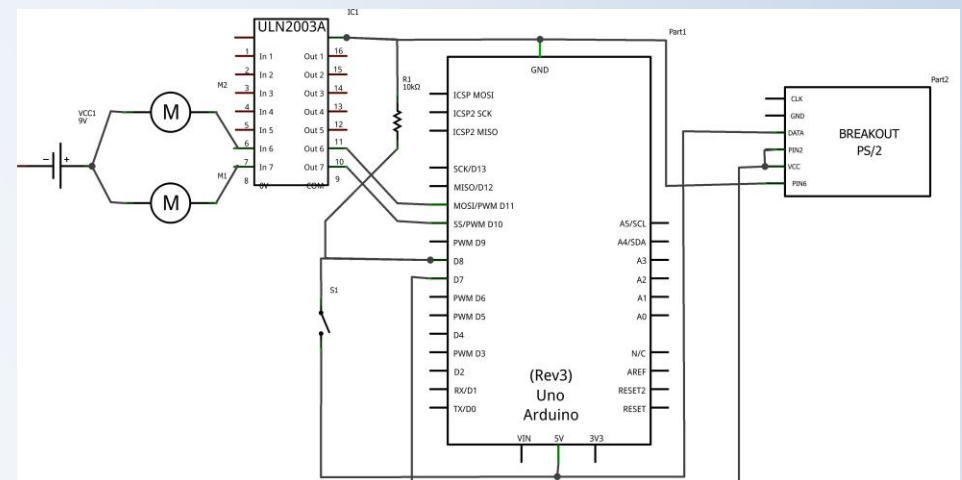 IC1
ULN2003A
1 In 1 Out 1 16
2 In 2 Out 2 15
3 In 3 Out 3 14
4 In 4 Out 4 13
5 In 5 Out 5 12
6 In 6 Out 6 11
7 In 7 Out 7 10
8 0V COM 9
M2
M1
VCC1
9V
- +
M
M
R1
10kΩ
S1
Part1
GND
ICSP MOSI
ICSP2 SCK
ICSP2 MISO
SCK/D13
MISO/D12
MOSI/PWM D11
SS/PWM D10
PWM D9
D8
D7
PWM D6
PWM D5
D4
PWM D3
D2
RX/D1
TX/D0
A5/SCL
A4/SDA
A3
A2
A1
A0
N/C
AREF
RESET2
RESET
(Rev3)
Uno
Arduino
VIN 5V 3V3
Part2
CLK
GND
DATA
PIN2
VCC
PIN6
BREAKOUT
PS/2